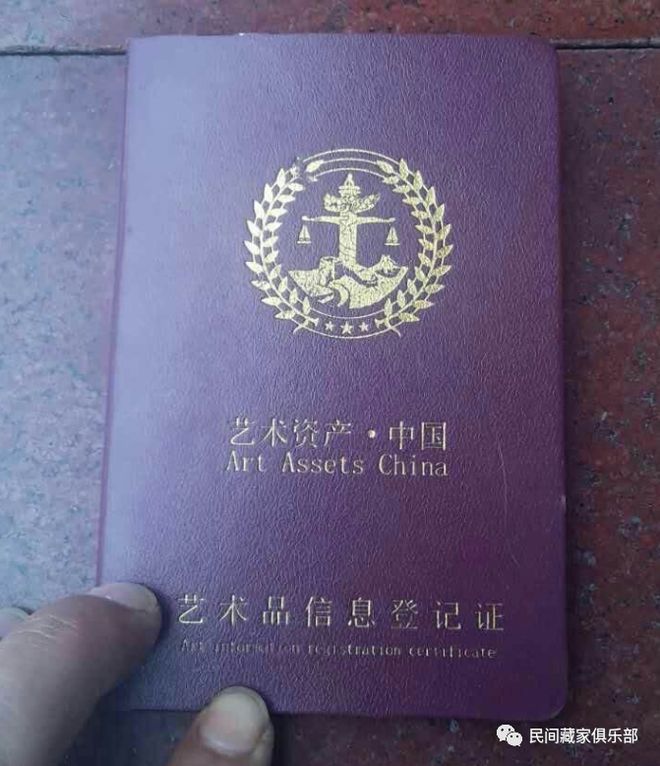 艺术资产·中国
Art Assets China
艺术品信息登记证
Art information registration certificate
民间藏家俱乐部